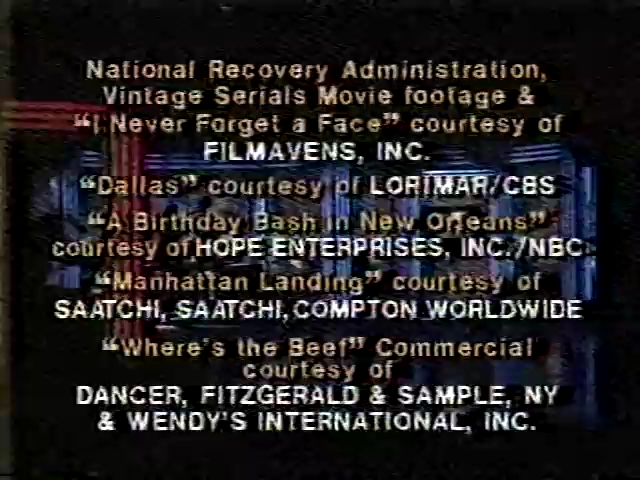 National Recovery Administration,
Vintage Serials Movie footage &
"I Never Forget a Face" courtesy of
FILMAVENS, INC.
"Dallas" courtesy of LORIMAR/CBS
"A Birthday Bash in New Orleans"
courtesy of HOPE ENTERPRISES, INC./NBC
"Manhattan Landing" courtesy of
SAATCHI, SAATCHI, COMPTON WORLDWIDE
"Where's the Beef" Commercial
courtesy of
DANCER, FITZGERALD & SAMPLE, NY
& WENDY'S INTERNATIONAL, INC.